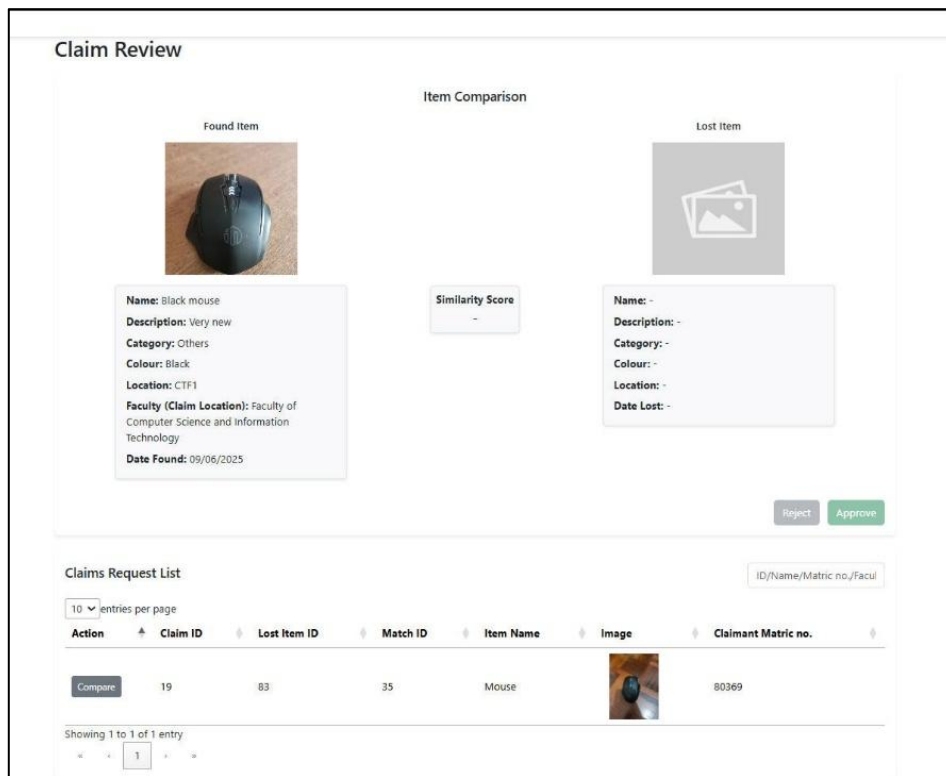 Claim Review
Item Comparison
Found Item
Lost Item
Name: Black mouse
Description: Very new
Category: Others
Colour: Black
Location: CTF1
Faculty (Claim Location): Faculty of
Computer Science and Information
Technology
Date Found: 09/06/2025
Similarity Score
-
Name: -
Description: -
Category: -
Colour: -
Location: -
Date Lost: -
Reject Approve
Claims Request List
ID/Name/Matric no./Facul
10 entries per page
Action Claim ID Lost Item ID Match ID Item Name Image Claimant Matric no.
Compare 19 83 35 Mouse 80369
Showing 1 to 1 of 1 entry
« ‹ 1 › »